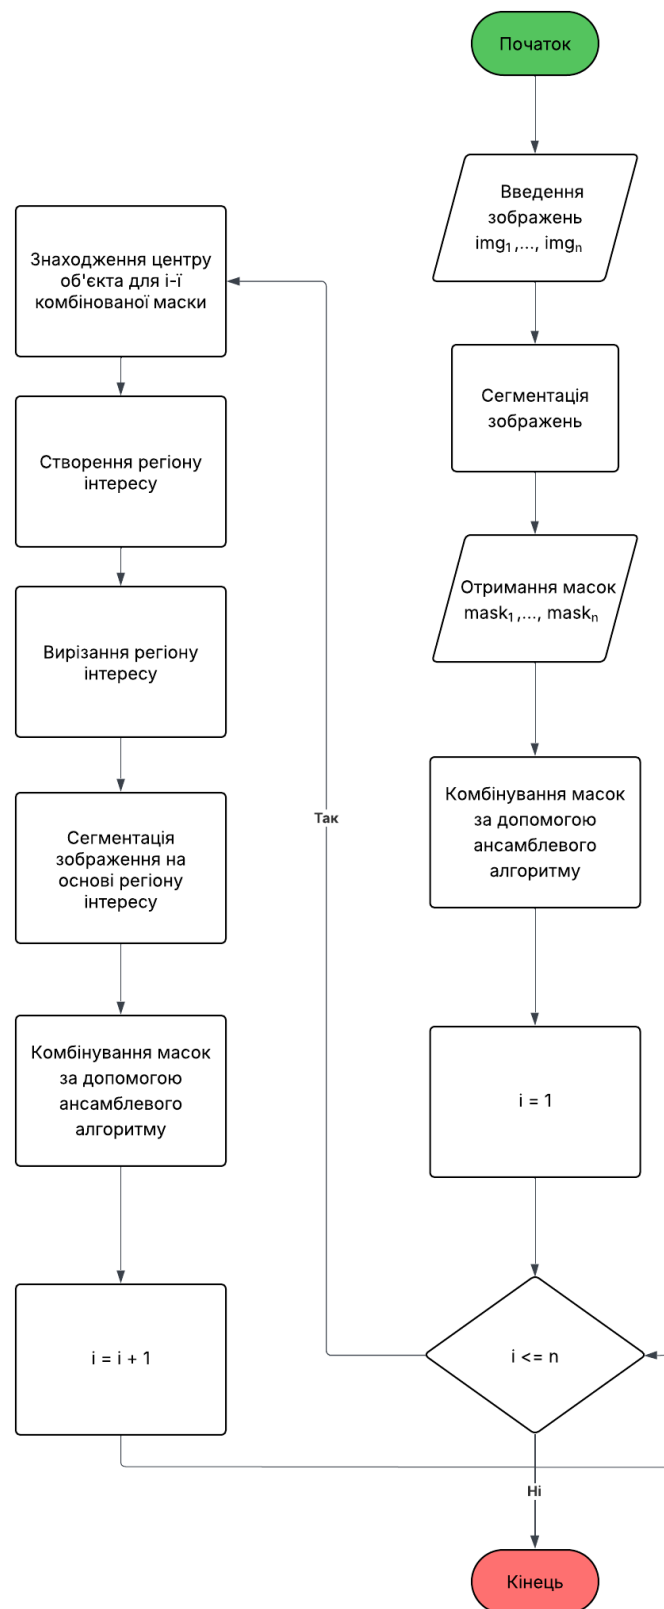 Початок
Введення
зображень
img₁,..., imgₙ
Сегментація
зображень
Отримання масок
mask₁,..., maskₙ
Комбінування масок
за допомогою
ансамблевого
алгоритму
i = 1
i <= n
Так
Ні
Кінець
Знаходження центру
об'єкта для i-ї
комбінованої маски
Створення регіону
інтересу
Вирізання регіону
інтересу
Сегментація
зображення на
основі регіону
інтересу
Комбінування масок
за допомогою
ансамблевого
алгоритму
i = i + 1